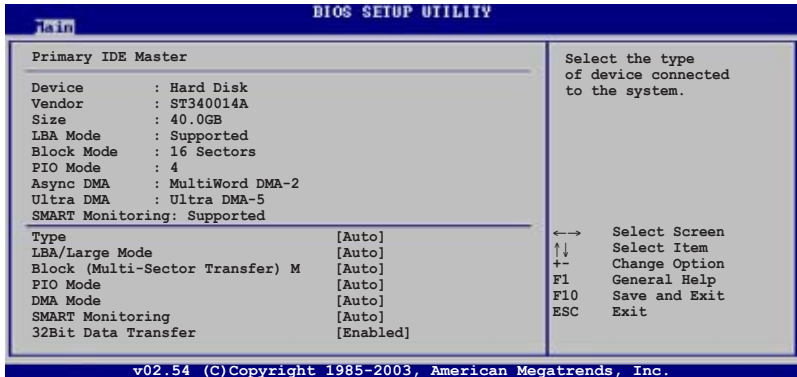 BIOS SETUP UTILITY
Main
Primary IDE Master
Device : Hard Disk
Vendor : ST340014A
Size : 40.0GB
LBA Mode : Supported
Block Mode : 16 Sectors
PIO Mode : 4
Async DMA : MultiWord DMA-2
Ultra DMA : Ultra DMA-5
SMART Monitoring: Supported
Type [Auto]
LBA/Large Mode [Auto]
Block (Multi-Sector Transfer) M [Auto]
PIO Mode [Auto]
DMA Mode [Auto]
SMART Monitoring [Auto]
32Bit Data Transfer [Enabled]
Select the type
of device connected
to the system.
←→ Select Screen
↑↓ Select Item
+- Change Option
F1 General Help
F10 Save and Exit
ESC Exit
v02.54 (C)Copyright 1985-2003, American Megatrends, Inc.